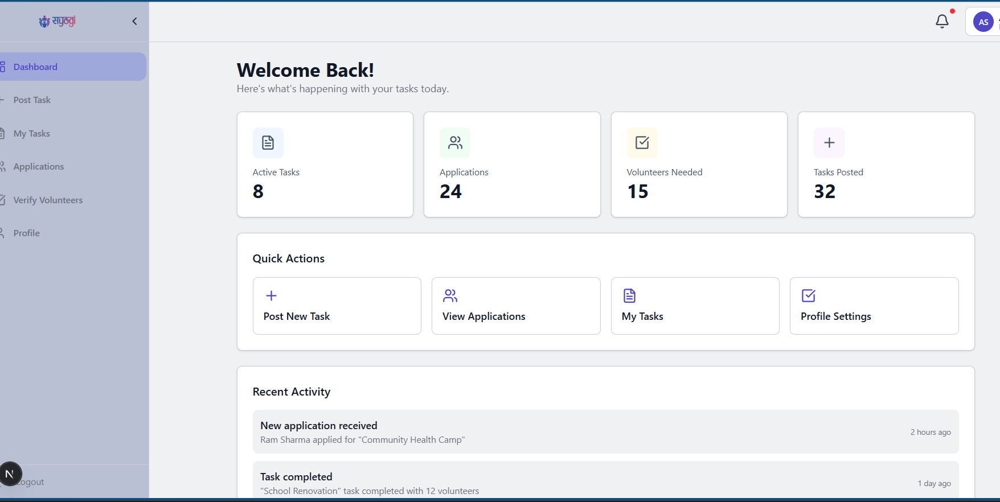 सyogi
AS
Dashboard
Post Task
My Tasks
Applications
Verify Volunteers
Profile
N
Logout
Welcome Back!
Here's what's happening with your tasks today.
Active Tasks
8
Applications
24
Volunteers Needed
15
Tasks Posted
32
Quick Actions
Post New Task
View Applications
My Tasks
Profile Settings
Recent Activity
New application received
Ram Sharma applied for "Community Health Camp"
2 hours ago
Task completed
"School Renovation" task completed with 12 volunteers
1 day ago